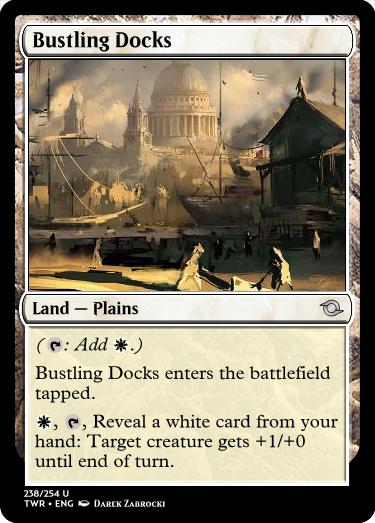 Bustling Docks
Land — Plains
(: Add .)
Bustling Docks enters the battlefield
tapped.
, , Reveal a white card from your
hand: Target creature gets +1/+0
until end of turn.
238/254 U
TWR • ENG Darek Zabrocki